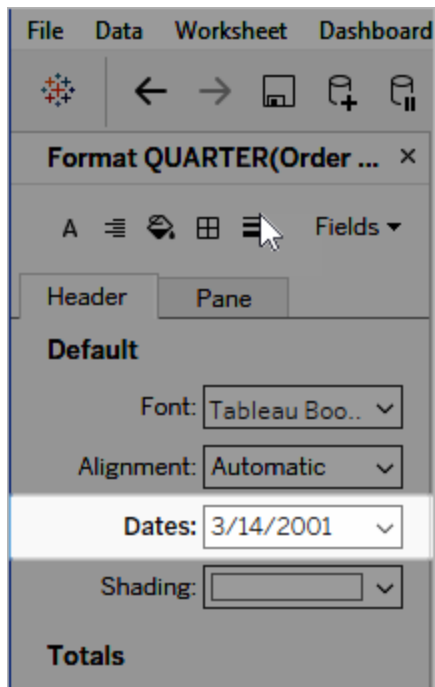 File Data Worksheet Dashboard
Format QUARTER(Order ... ×
A Fields
Header Pane
Default
Font: Tableau Boo..
Alignment: Automatic
Dates: 3/14/2001
Shading:
Totals